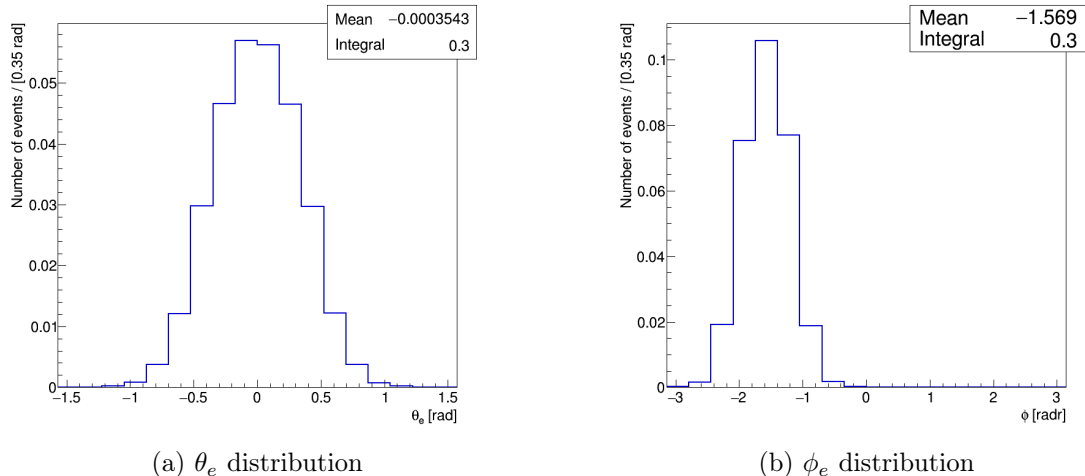 Mean −0.0003543
Integral 0.3
Number of events / [0.35 rad]
0.05
0.04
0.03
0.02
0.01
0
−1.5 −1 −0.5 0 0.5 1 1.5
θe [rad]
(a) θe distribution
Mean −1.569
Integral 0.3
Number of events / [0.35 rad]
0.1
0.08
0.06
0.04
0.02
0
−3 −2 −1 0 1 2 3
ϕ [radr]
(b) ϕe distribution